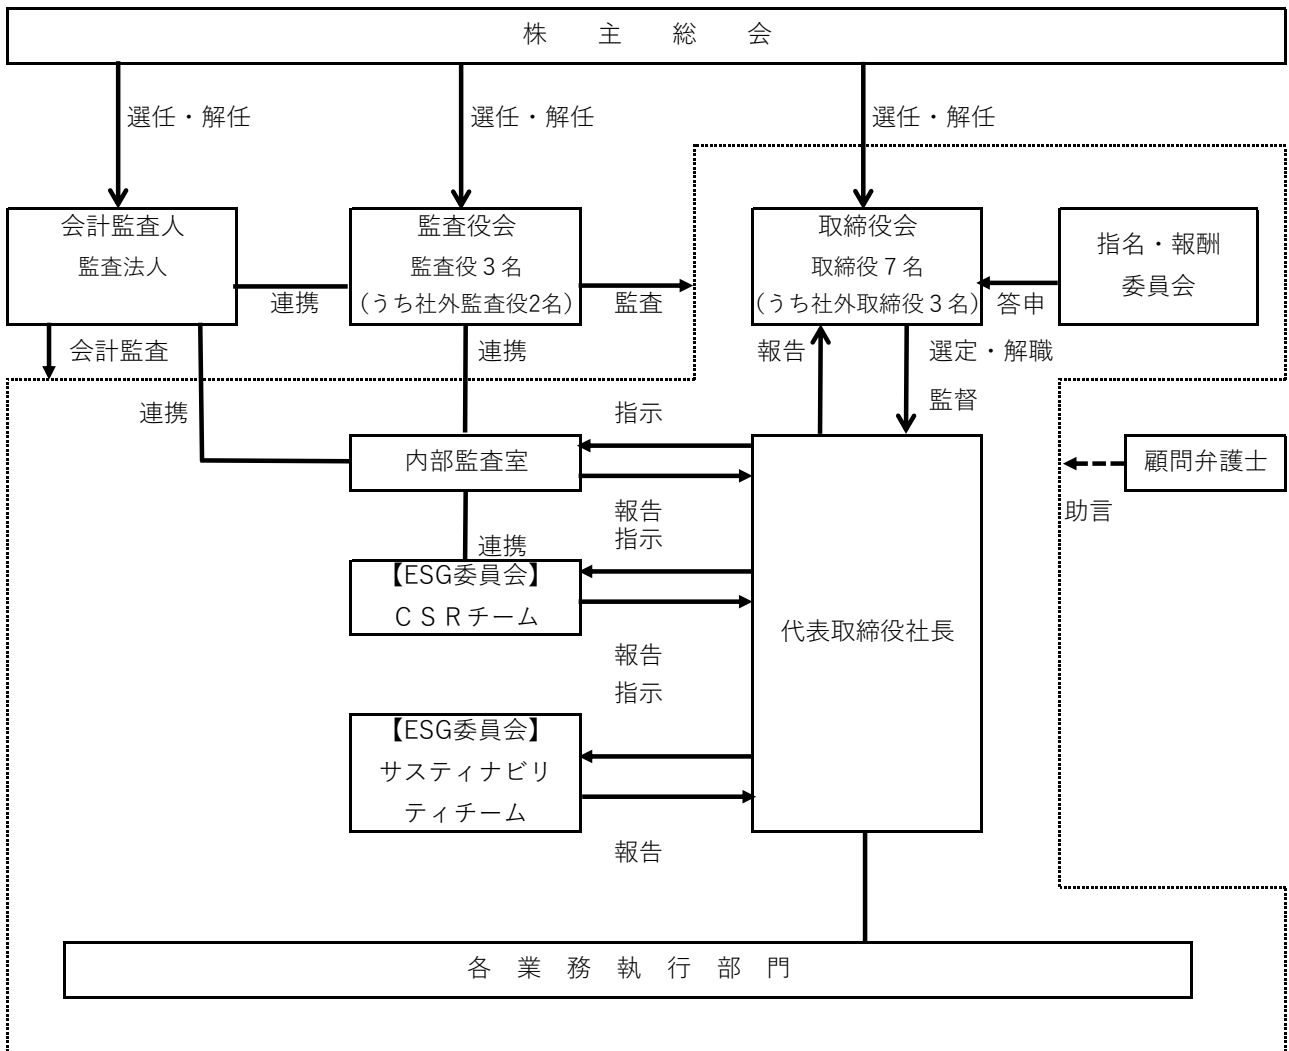 株　主　総　会
選任・解任
選任・解任
選任・解任
会計監査人
監査法人
監査役会
監査役３名
（うち社外監査役2名）
取締役会
取締役７名
（うち社外取締役３名）
指名・報酬
委員会
連携
監査
答申
会計監査
連携
報告
選定・解職
監督
連携
指示
内部監査室
顧問弁護士
助言
報告
指示
連携
【ESG委員会】
ＣＳＲチーム
代表取締役社長
報告
指示
【ESG委員会】
サスティナビリ
ティチーム
報告
各　業　務　執　行　部　門